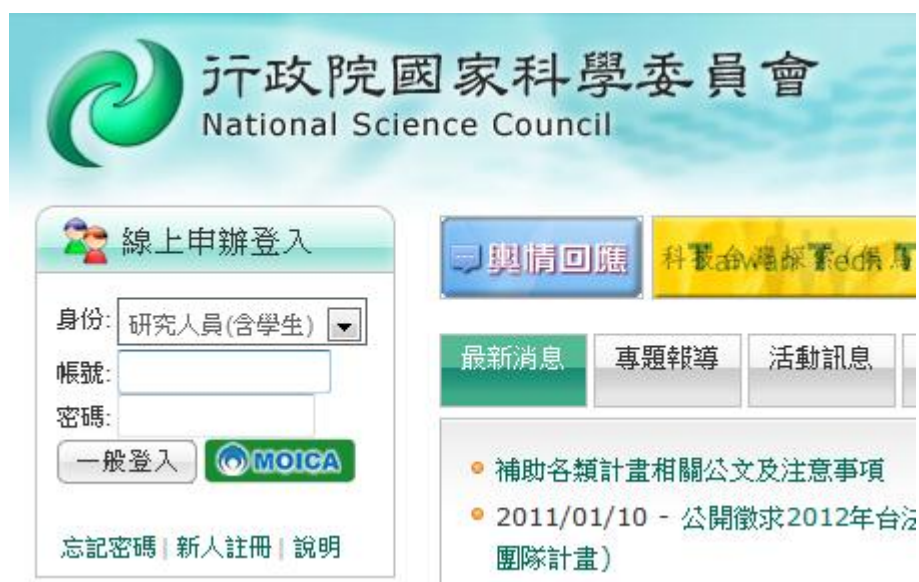 行政院國家科學委員會
National Science Council
線上申辦登入
身份: 研究人員(含學生)
帳號:
密碼:
一般登入 MOICA
忘記密碼 | 新人註冊 | 說明
輿情回應
最新消息 專題報導 活動訊息
補助各類計畫相關公文及注意事項
2011/01/10 - 公開徵求2012年台法
團隊計畫)